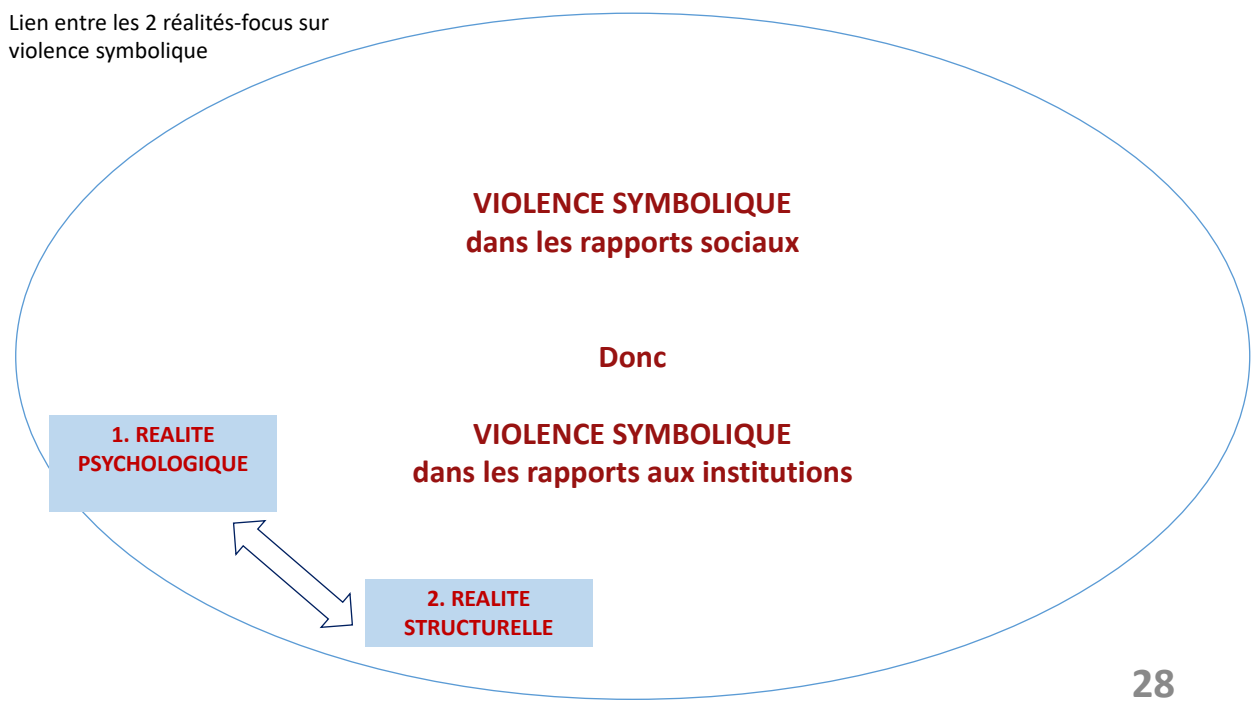 Lien entre les 2 réalités-focus sur
violence symbolique
VIOLENCE SYMBOLIQUE
dans les rapports sociaux
Donc
VIOLENCE SYMBOLIQUE
dans les rapports aux institutions
1. REALITE
PSYCHOLOGIQUE
2. REALITE
STRUCTURELLE
28